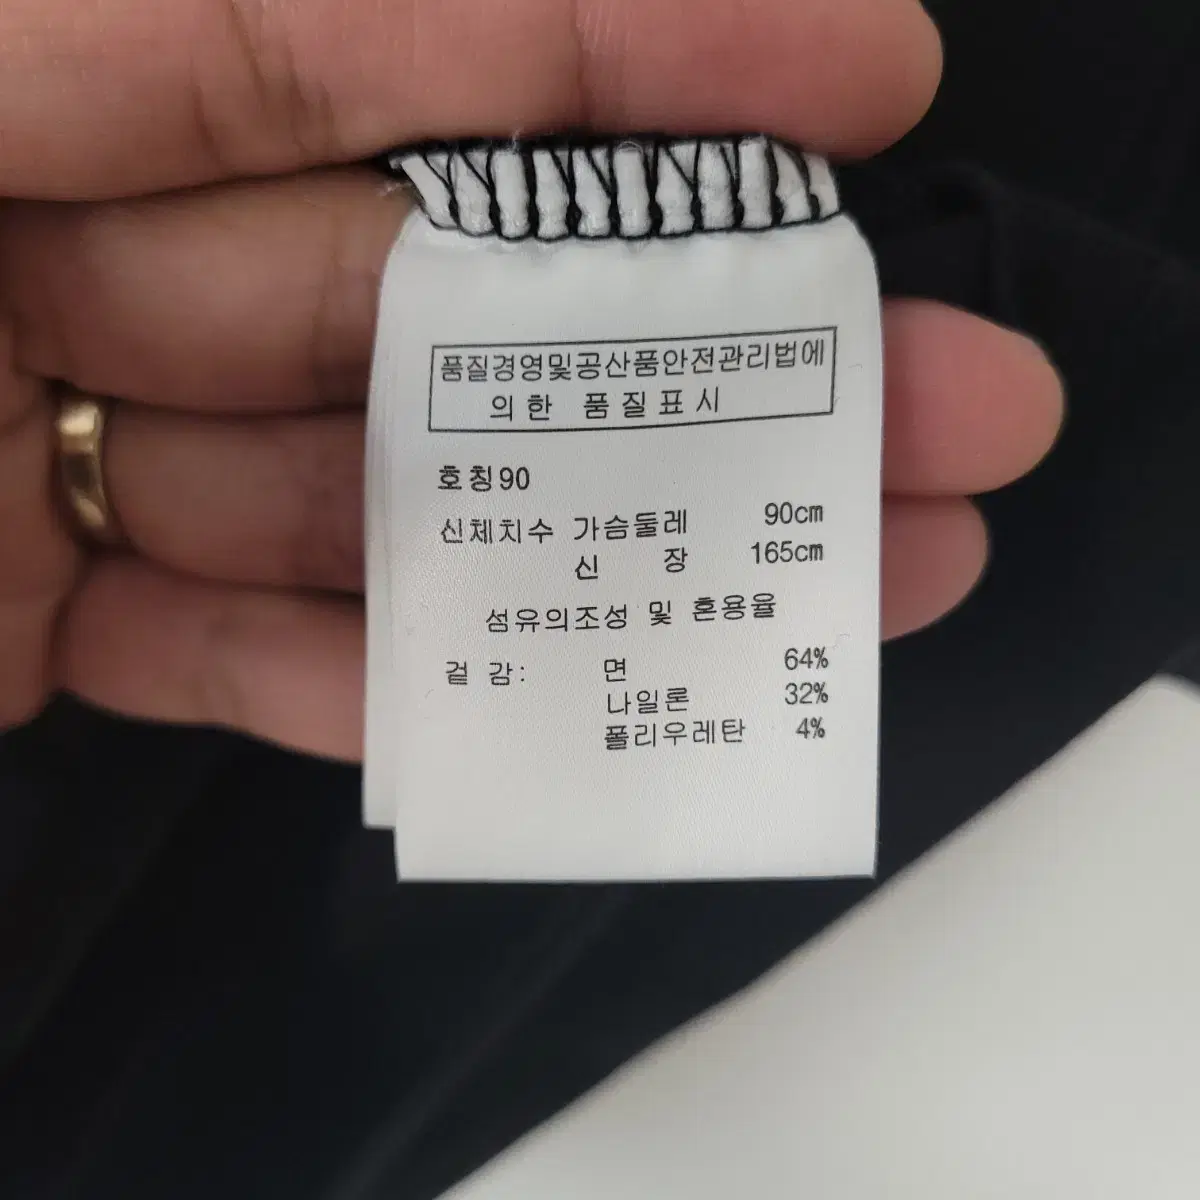 품질경영및공산품안전관리법에
의한 품질표시
호칭90
신체치수 가슴둘레 90㎝
신 장 165㎝
섬유의조성 및 혼용율
겉 감: 면 64%
나일론 32%
폴리우레탄 4%